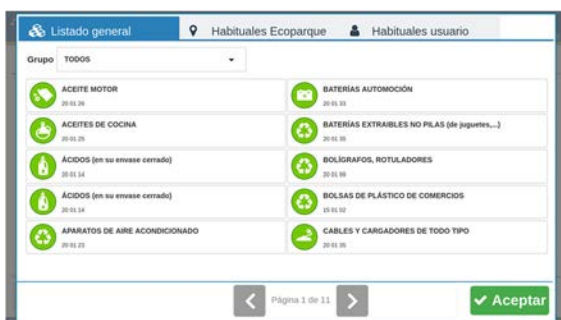 Listado general
Habituales Ecoparque
Habituales usuario
Grupo TODOS
ACEITE MOTOR
20 01 26
BATERÍAS AUTOMOCIÓN
20 01 33
ACEITES DE COCINA
20 01 25
BATERÍAS EXTRAIBLES NO PILAS (de juguetes,...)
20 01 35
ÁCIDOS (en su envase cerrado)
20 01 14
BOLÍGRAFOS, ROTULADORES
20 01 99
ÁCIDOS (en su envase cerrado)
20 01 14
BOLSAS DE PLÁSTICO DE COMERCIOS
15 01 02
APARATOS DE AIRE ACONDICIONADO
20 01 23
CABLES Y CARGADORES DE TODO TIPO
20 01 35
Página 1 de 11
Aceptar